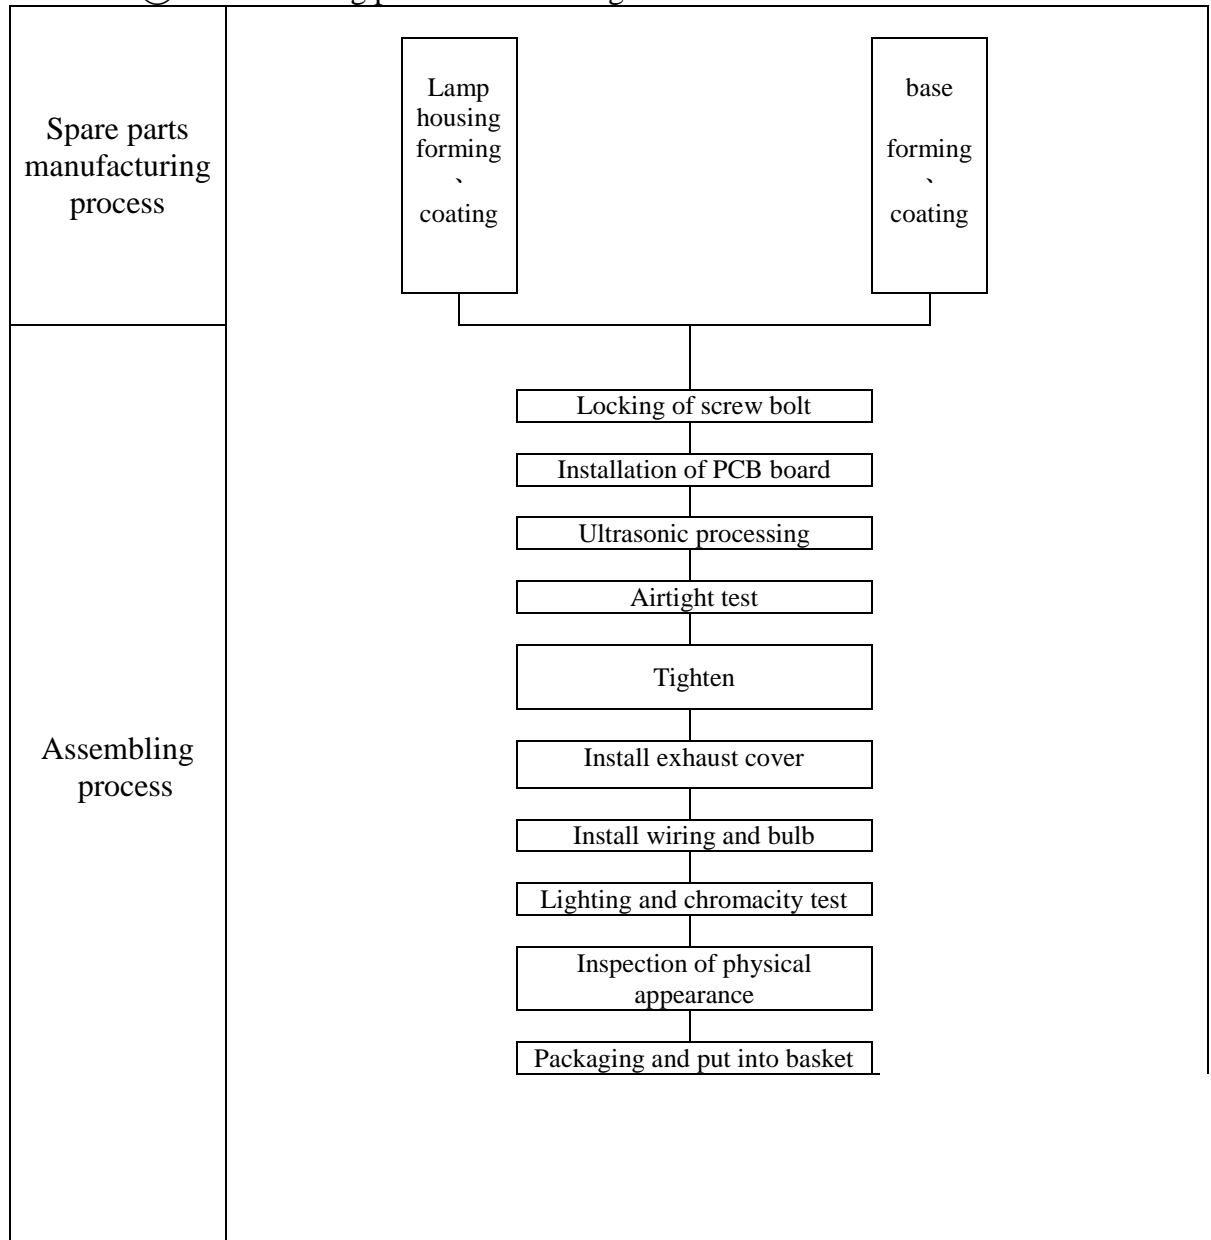 Spare parts
manufacturing
process
Lamp
housing
forming
、
coating
base
forming
、
coating
Assembling
process
Locking of screw bolt
Installation of PCB board
Ultrasonic processing
Airtight test
Tighten
Install exhaust cover
Install wiring and bulb
Lighting and chromacity test
Inspection of physical
appearance
Packaging and put into basket